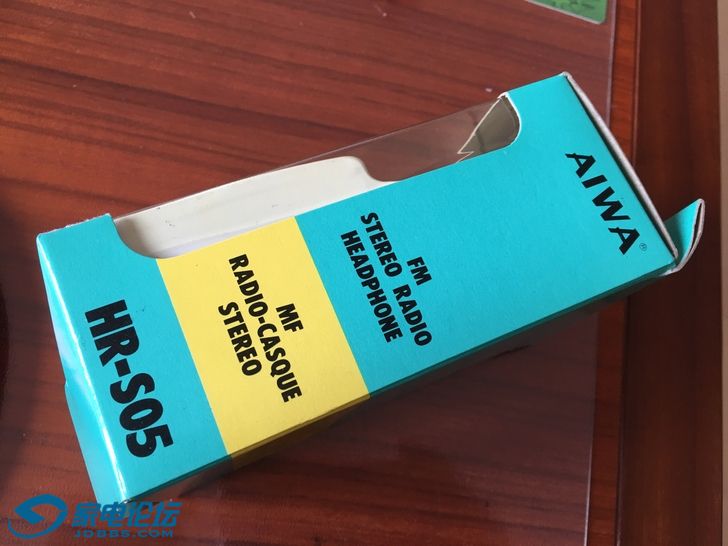 AIWA®
FM
STEREO RADIO
HEADPHONE
MF
RADIO-CASQUE
STEREO
HR-S05
家电论坛
JDBBS.COM